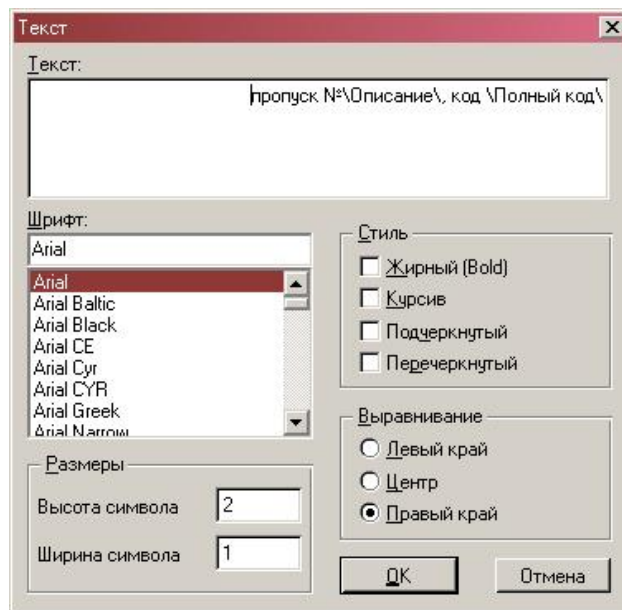 Текст
Текст:
пропуск №\Описание\, код \Полный код\
Шрифт:
Arial
Arial
Arial Baltic
Arial Black
Arial CE
Arial Cyr
Arial CYR
Arial Greek
Arial Narrow
Стиль
Жирный (Bold)
Курсив
Подчеркнутый
Перечеркнутый
Выравнивание
Левый край
Центр
Правый край
Размеры
Высота символа 2
Ширина символа 1
OK
Отмена